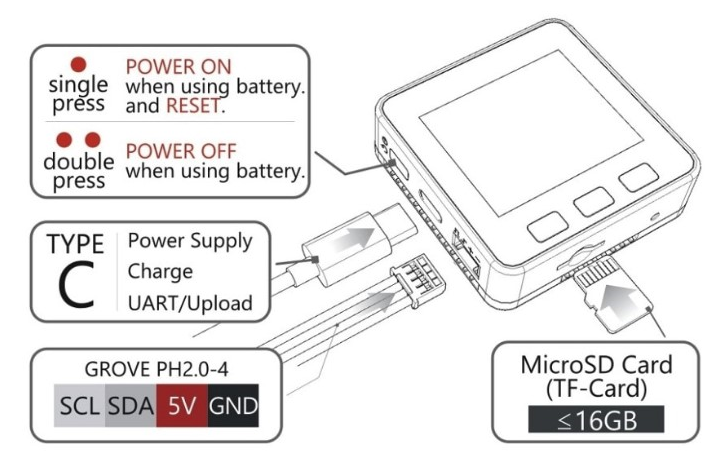 single
press
POWER ON
when using battery.
and RESET.
double
press
POWER OFF
when using battery.
TYPE
C
Power Supply
Charge
UART/Upload
GROVE PH2.0-4
SCL SDA 5V GND
MicroSD Card
(TF-Card)
≤16GB